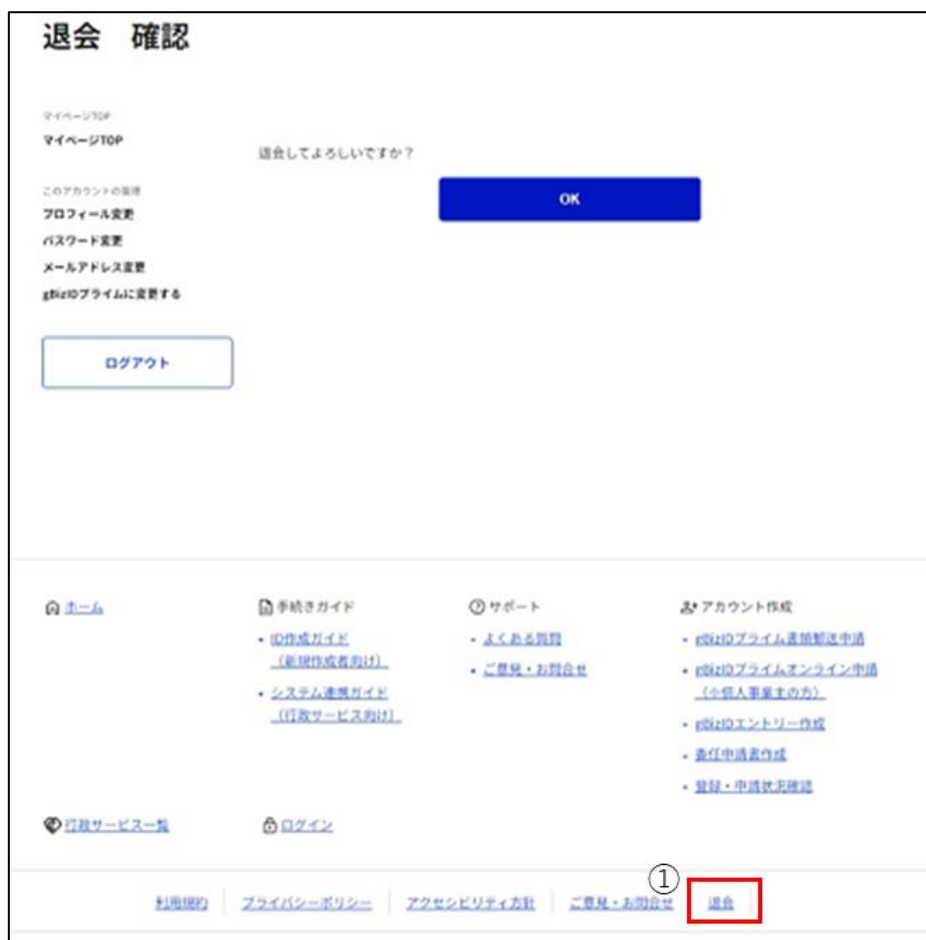 退会　確認
マイページTOP
マイページTOP
退会してよろしいですか？
このアカウントの管理
OK
プロフィール変更
パスワード変更
メールアドレス変更
gBizIDプライムに変更する
ログアウト
ホーム
手続きガイド
・ID作成ガイド
（新規作成者向け）
・システム連携ガイド
（行政サービス向け）
サポート
・よくある質問
・ご意見・お問合せ
アカウント作成
・gBizIDプライム書類郵送申請
・gBizIDプライムオンライン申請
（個人事業主の方）
・gBizIDエントリー作成
・委任申請書作成
・登録・申請状況確認
行政サービス一覧
ログイン
①
利用規約
プライバシーポリシー
アクセシビリティ方針
ご意見・お問合せ
退会